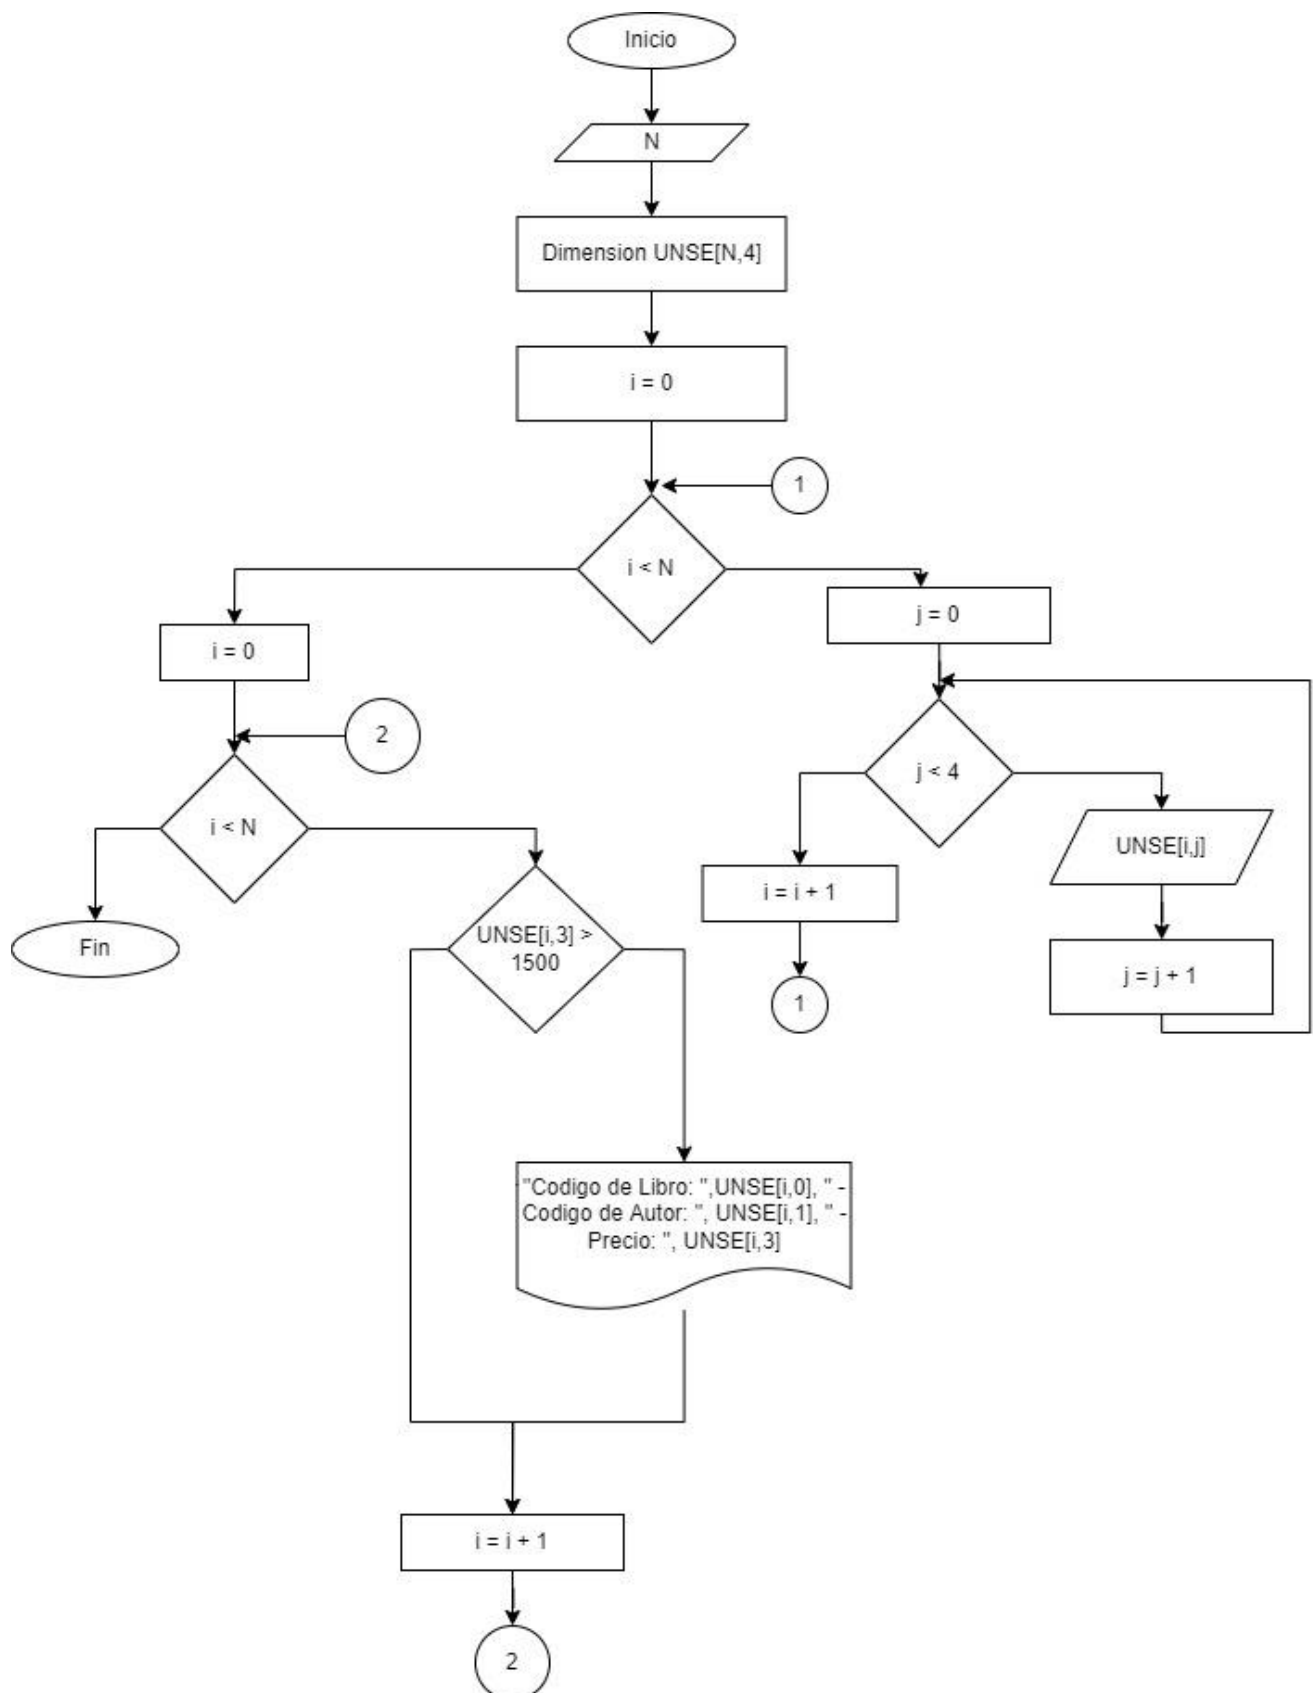 Inicio
N
Dimension UNSE[N,4]
i = 0
1
i < N
j = 0
i = 0
2
j < 4
i < N
UNSE[i,j]
i = i + 1
UNSE[i,3] >
1500
Fin
j = j + 1
1
"Codigo de Libro: ",UNSE[i,0], " -
Codigo de Autor: ", UNSE[i,1], " -
Precio: ", UNSE[i,3]
i = i + 1
2